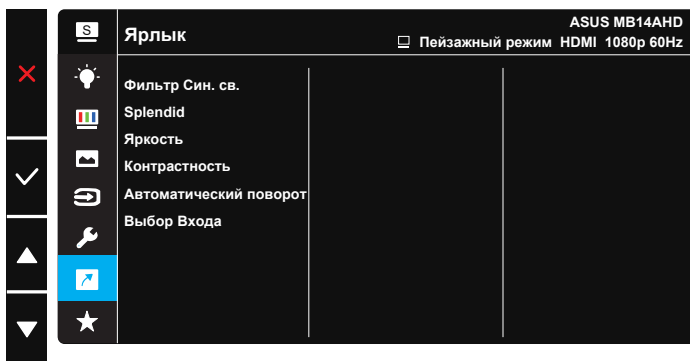 S
Ярлык
ASUS MB14AHD
Пейзажный режим HDMI 1080p 60Hz
Фильтр Син. св.
Splendid
Яркость
Контрастность
Автоматический поворот
Выбор Входа